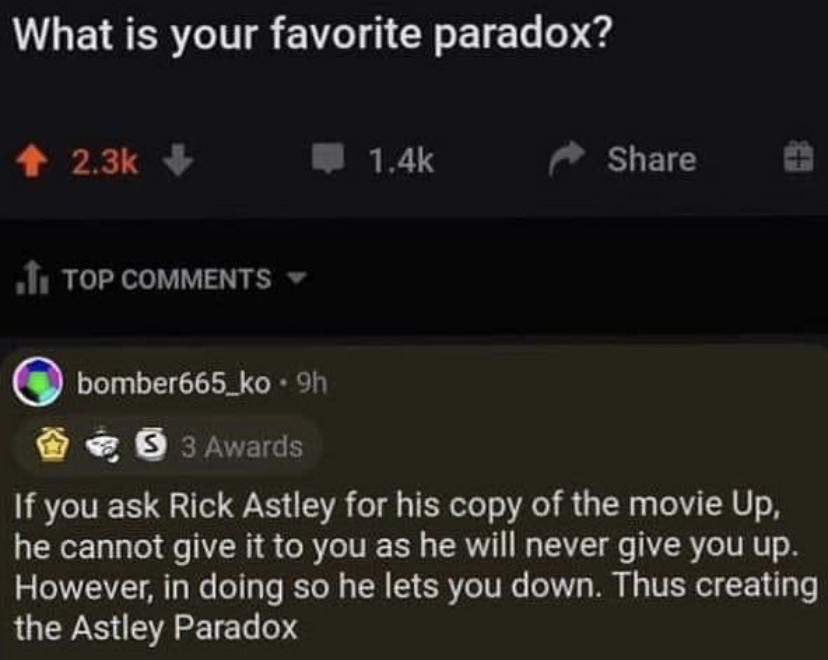 What is your favorite paradox?
2.3k 1.4k Share
TOP COMMENTS
bomber665_ko • 9h
S 3 Awards
If you ask Rick Astley for his copy of the movie Up,
he cannot give it to you as he will never give you up.
However, in doing so he lets you down. Thus creating
the Astley Paradox